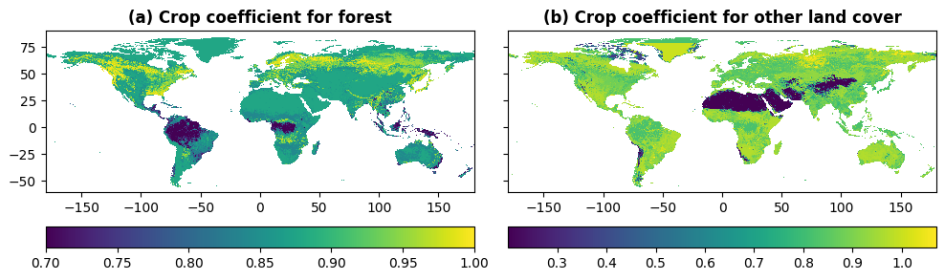 (a) Crop coefficient for forest
75
50
25
0
−25
−50
−150 −100 −50 0 50 100 150
0.70 0.75 0.80 0.85 0.90 0.95 1.00
(b) Crop coefficient for other land cover
−150 −100 −50 0 50 100 150
0.3 0.4 0.5 0.6 0.7 0.8 0.9 1.0